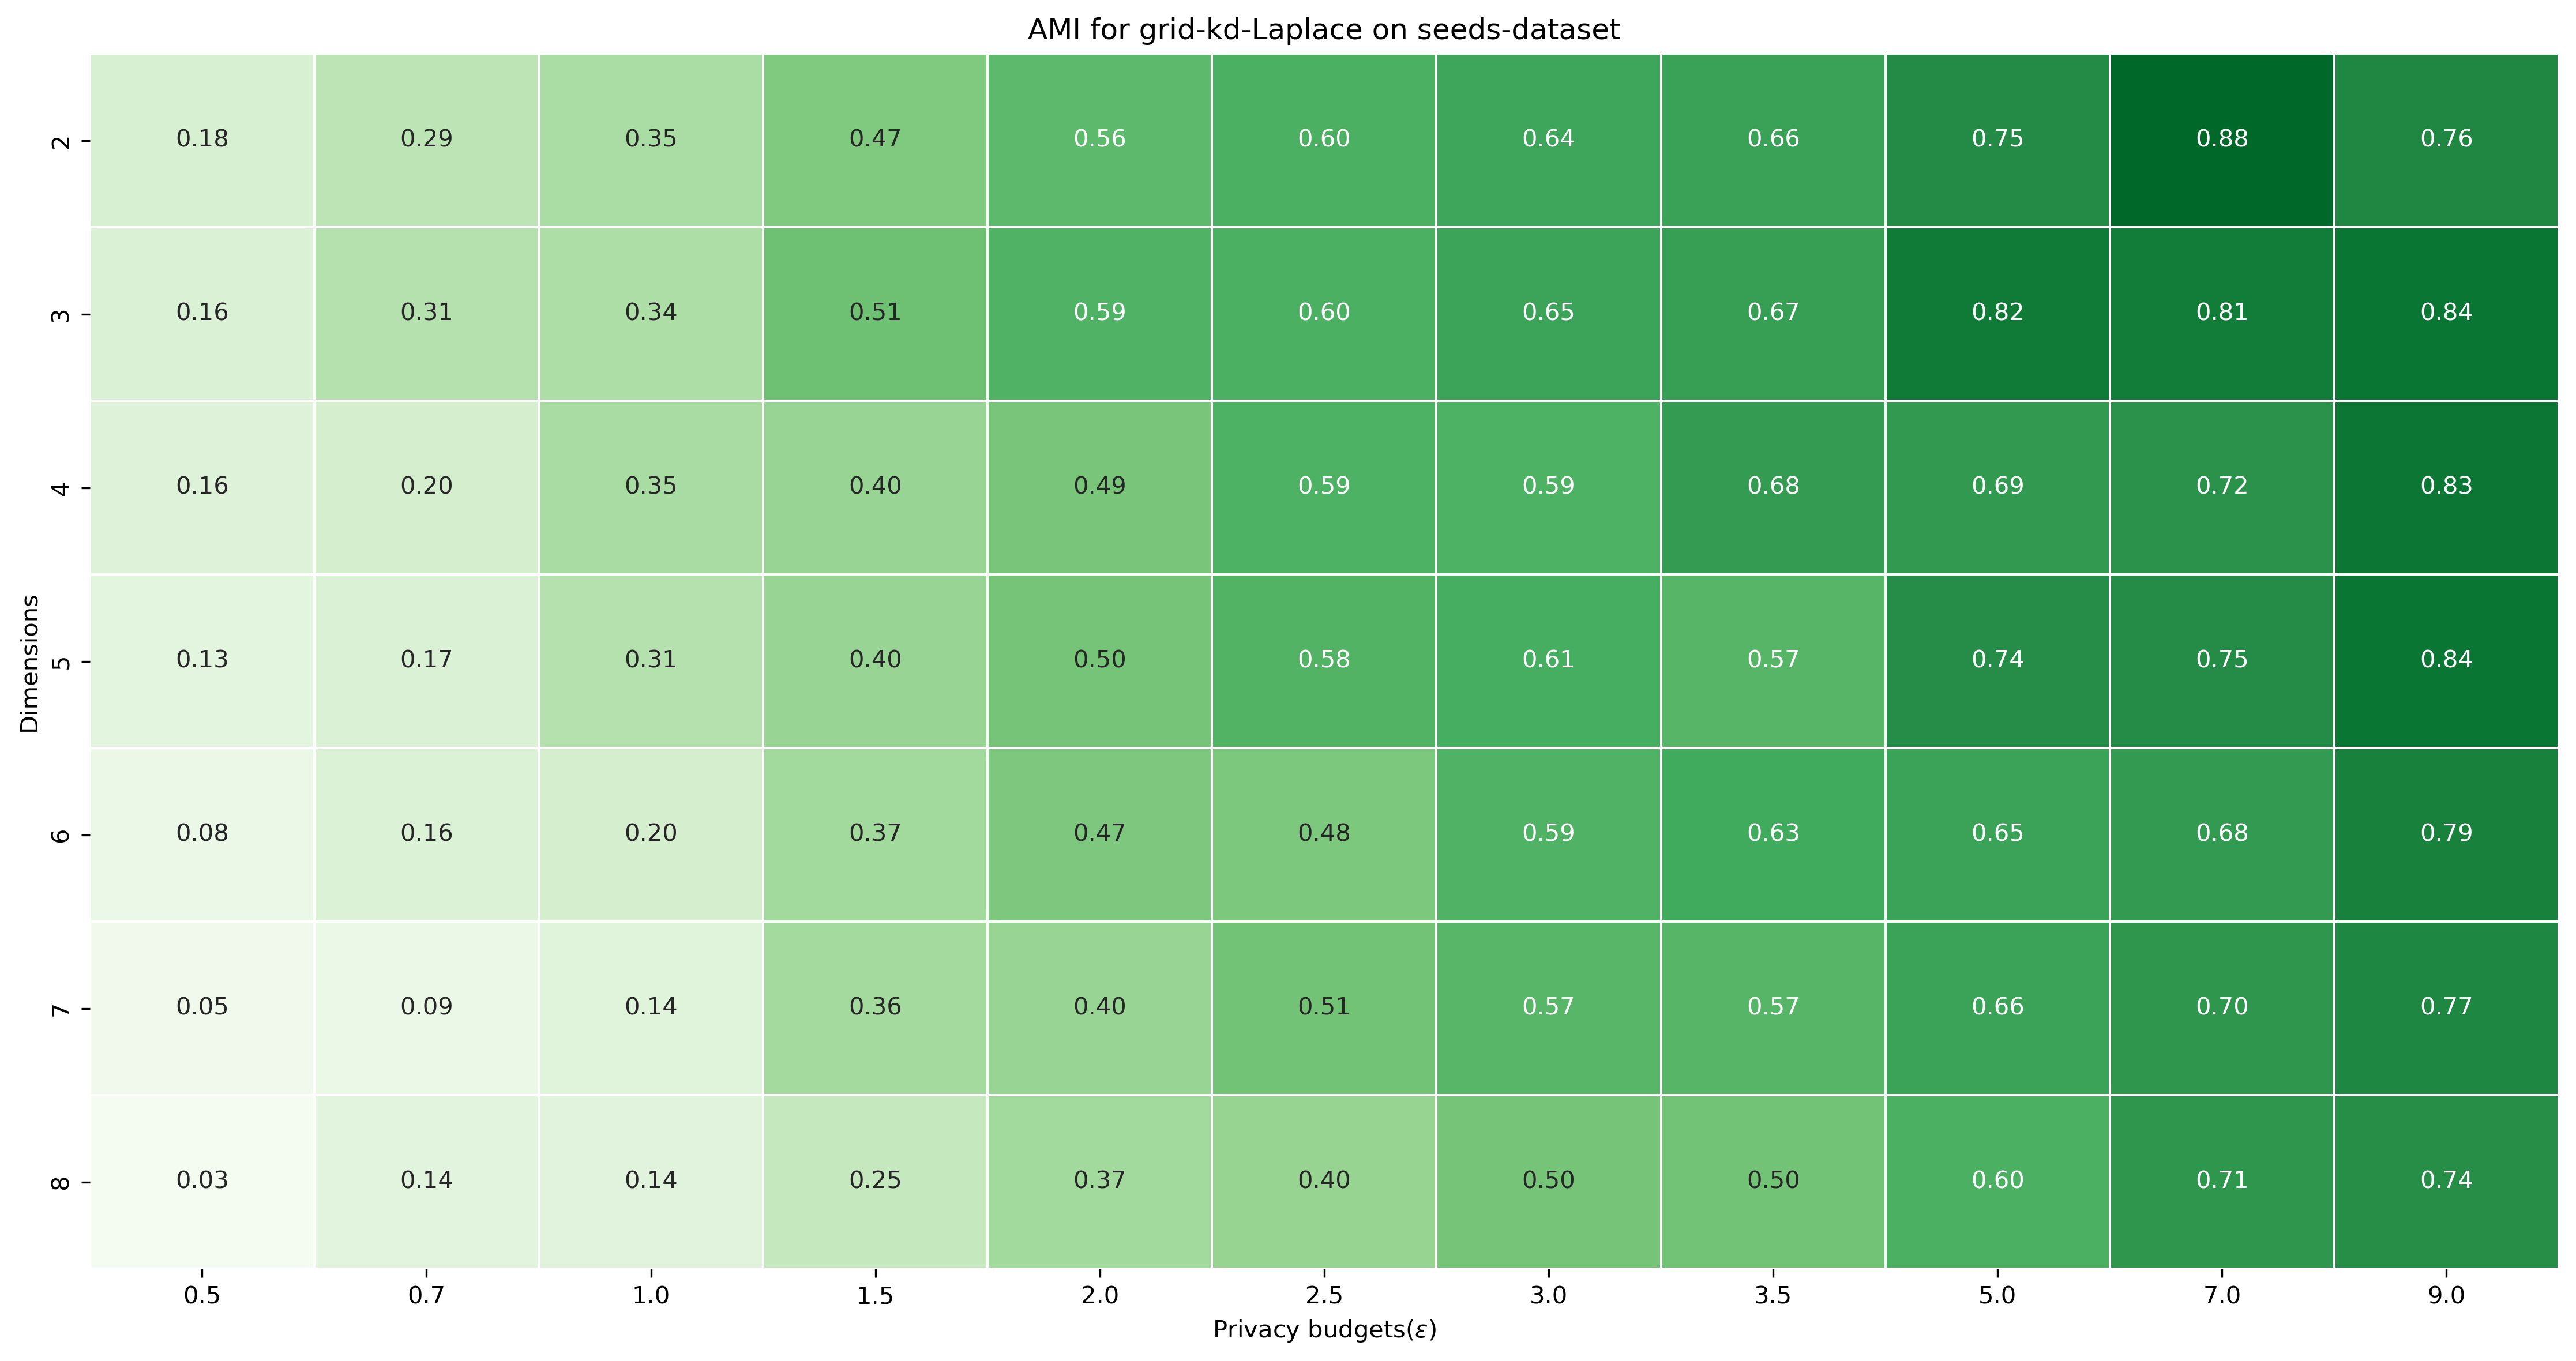 AMI for grid-kd-Laplace on seeds-dataset
Dimensions
2 0.18 0.29 0.35 0.47 0.56 0.60 0.64 0.66 0.75 0.88 0.76
3 0.16 0.31 0.34 0.51 0.59 0.60 0.65 0.67 0.82 0.81 0.84
4 0.16 0.20 0.35 0.40 0.49 0.59 0.59 0.68 0.69 0.72 0.83
5 0.13 0.17 0.31 0.40 0.50 0.58 0.61 0.57 0.74 0.75 0.84
6 0.08 0.16 0.20 0.37 0.47 0.48 0.59 0.63 0.65 0.68 0.79
7 0.05 0.09 0.14 0.36 0.40 0.51 0.57 0.57 0.66 0.70 0.77
8 0.03 0.14 0.14 0.25 0.37 0.40 0.50 0.50 0.60 0.71 0.74
0.5 0.7 1.0 1.5 2.0 2.5 3.0 3.5 5.0 7.0 9.0
Privacy budgets(ε)